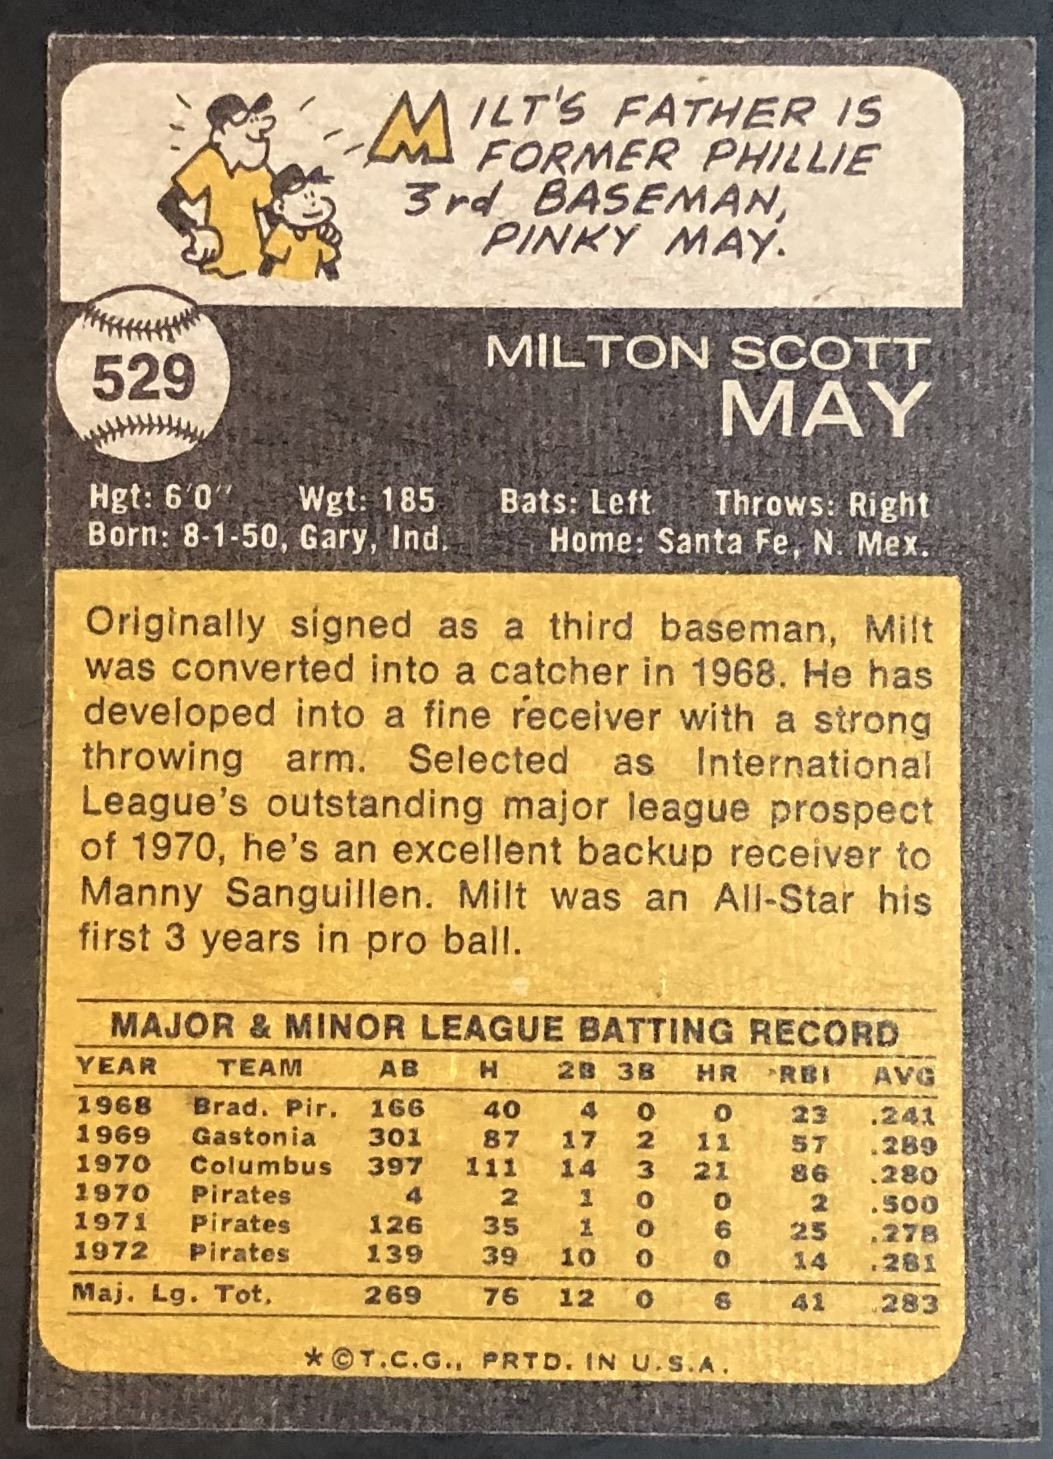 MILT'S FATHER IS
FORMER PHILLIE
3rd BASEMAN,
PINKY MAY.
529
MILTON SCOTT
MAY
Hgt: 6'0" Wgt: 185 Bats: Left Throws: Right
Born: 8-1-50, Gary, Ind. Home: Santa Fe, N. Mex.
Originally signed as a third baseman, Milt
was converted into a catcher in 1968. He has
developed into a fine receiver with a strong
throwing arm. Selected as International
League's outstanding major league prospect
of 1970, he's an excellent backup receiver to
Manny Sanguillen. Milt was an All-Star his
first 3 years in pro ball.
MAJOR & MINOR LEAGUE BATTING RECORD
YEAR TEAM AB H 2B 3B HR RBI AVG
1968 Brad. Pir. 166 40 4 0 0 23 .241
1969 Gastonia 301 87 17 2 11 57 .289
1970 Columbus 397 111 14 3 21 86 .280
1970 Pirates 4 2 1 0 0 2 .500
1971 Pirates 126 35 1 0 6 25 .278
1972 Pirates 139 39 10 0 0 14 .281
Maj. Lg. Tot. 269 76 12 0 6 41 .283
*©T.C.G., PRTD. IN U.S.A.